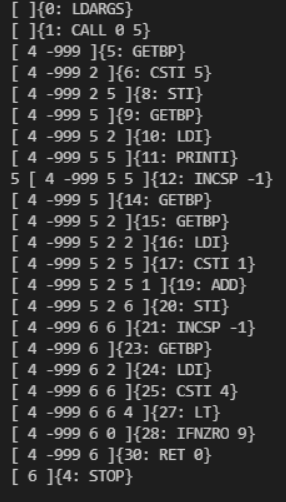 [ ]{0: LDARGS}
[ ]{1: CALL 0 5}
[ 4 -999 ]{5: GETBP}
[ 4 -999 2 ]{6: CSTI 5}
[ 4 -999 2 5 ]{8: STI}
[ 4 -999 5 ]{9: GETBP}
[ 4 -999 5 2 ]{10: LDI}
[ 4 -999 5 5 ]{11: PRINTI}
5 [ 4 -999 5 5 ]{12: INCSP -1}
[ 4 -999 5 ]{14: GETBP}
[ 4 -999 5 2 ]{15: GETBP}
[ 4 -999 5 2 2 ]{16: LDI}
[ 4 -999 5 2 5 ]{17: CSTI 1}
[ 4 -999 5 2 5 1 ]{19: ADD}
[ 4 -999 5 2 6 ]{20: STI}
[ 4 -999 6 6 ]{21: INCSP -1}
[ 4 -999 6 ]{23: GETBP}
[ 4 -999 6 2 ]{24: LDI}
[ 4 -999 6 6 ]{25: CSTI 4}
[ 4 -999 6 6 4 ]{27: LT}
[ 4 -999 6 0 ]{28: IFNZRO 9}
[ 4 -999 6 ]{30: RET 0}
[ 6 ]{4: STOP}